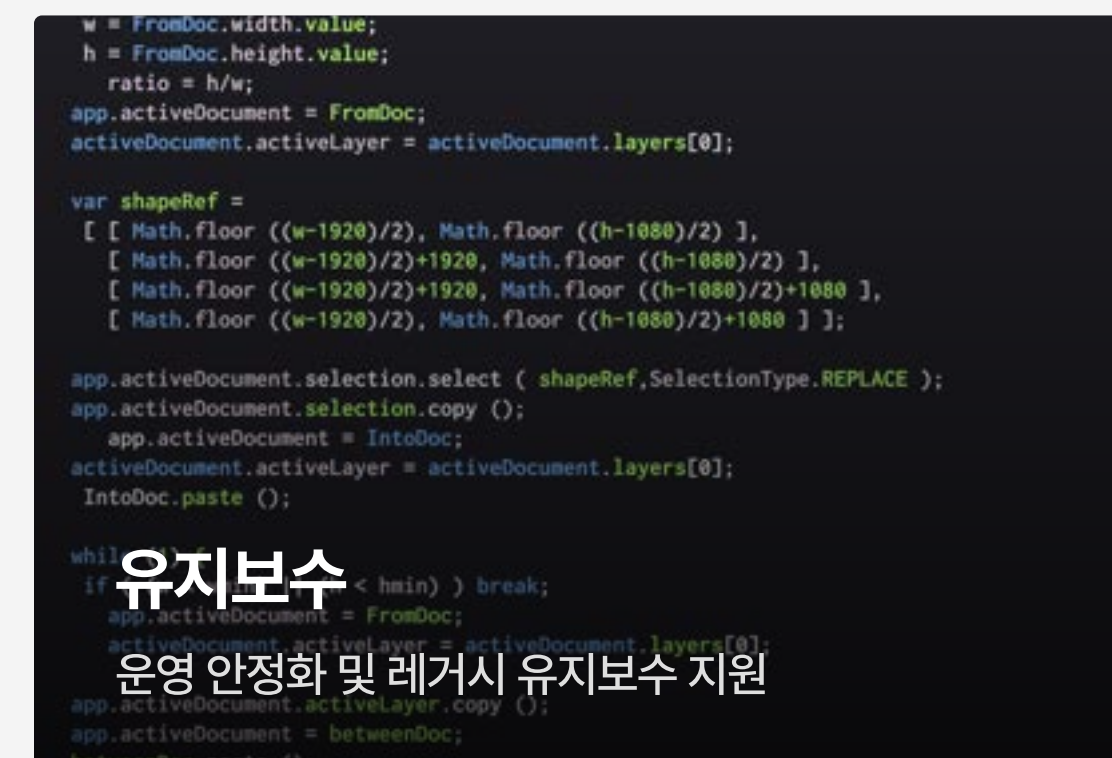 w = FromDoc.width.value;
h = FromDoc.height.value;
ratio = h/w;
app.activeDocument = FromDoc;
activeDocument.activeLayer = activeDocument.layers[0];
var shapeRef =
[ [ Math.floor ((w-1920)/2), Math.floor ((h-1080)/2) ],
[ Math.floor ((w-1920)/2)+1920, Math.floor ((h-1080)/2) ],
[ Math.floor ((w-1920)/2)+1920, Math.floor ((h-1080)/2)+1080 ],
[ Math.floor ((w-1920)/2), Math.floor ((h-1080)/2)+1080 ] ];
app.activeDocument.selection.select ( shapeRef,SelectionType.REPLACE );
app.activeDocument.selection.copy ();
app.activeDocument = IntoDoc;
activeDocument.activeLayer = activeDocument.layers[0];
IntoDoc.paste ();
유지보수
if < hmin) ) break;
app.activeDocument = FromDoc;
activeDocument.activeLayer = activeDocument.layers[0];
운영 안정화 및 레거시 유지보수 지원
app.activeDocument.activeLayer.copy ();
app.activeDocument = betweenDoc;